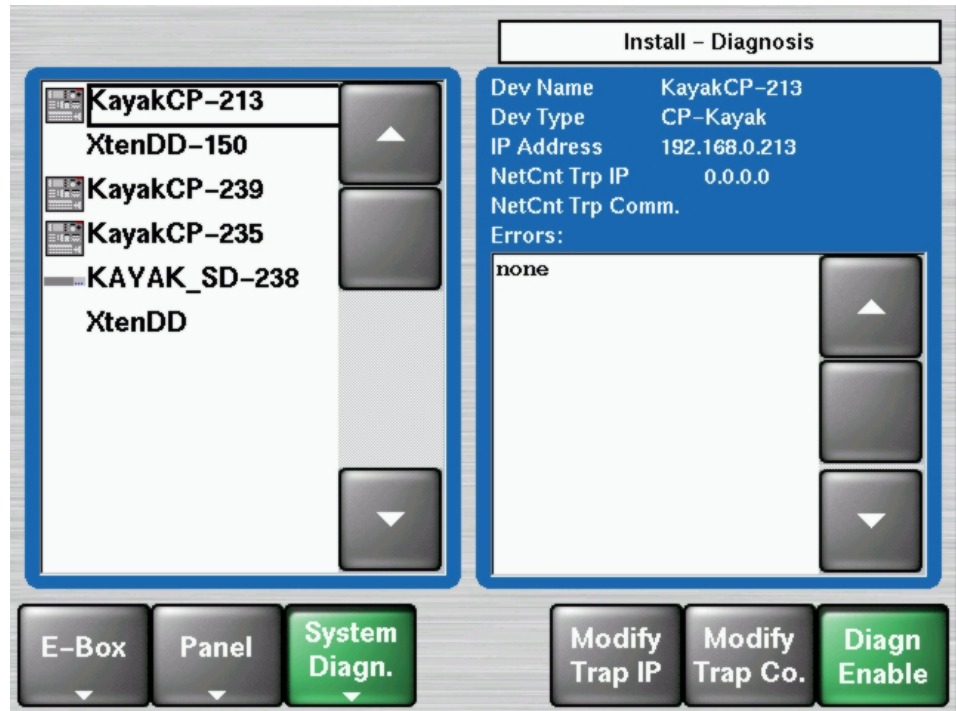 Install – Diagnosis
KayakCP–213
XtenDD–150
KayakCP–239
KayakCP–235
KAYAK_SD–238
XtenDD
Dev Name KayakCP–213
Dev Type CP–Kayak
IP Address 192.168.0.213
NetCnt Trp IP 0.0.0.0
NetCnt Trp Comm.
Errors:
none
E–Box
Panel
System
Diagn.
Modify
Trap IP
Modify
Trap Co.
Diagn
Enable